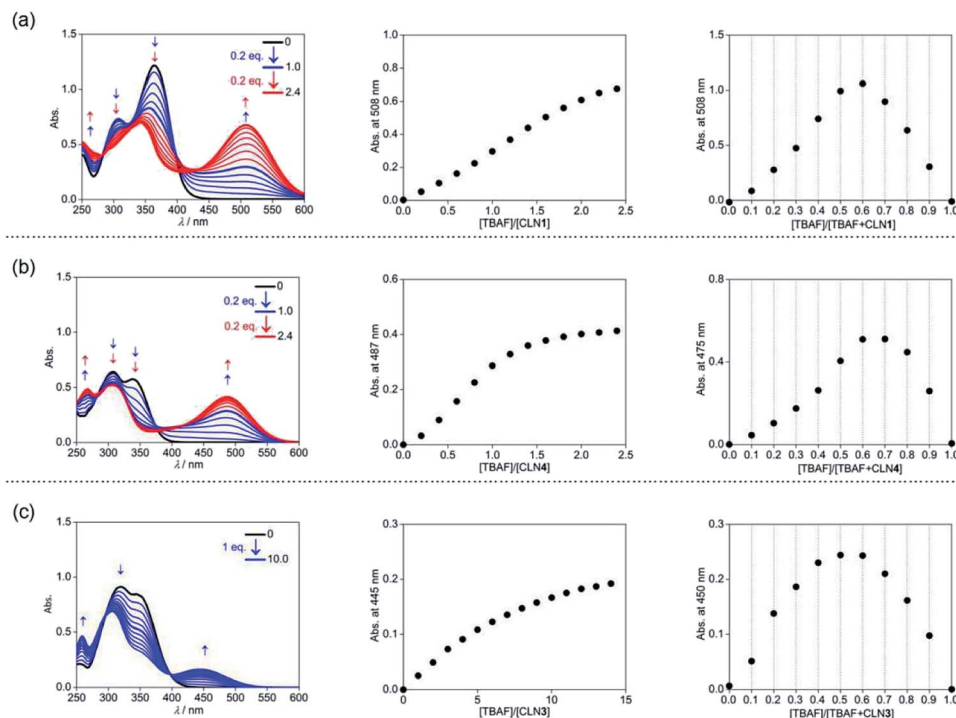 (a)
Abs.
1.5
1.0
0.5
0.0
250 300 350 400 450 500 550 600
λ / nm
0
0.2 eq.
1.0
0.2 eq.
2.4
Abs. at 508 nm
1.0
0.8
0.6
0.4
0.2
0.0
0.0 0.5 1.0 1.5 2.0 2.5
[TBAF]/[CLN1]
Abs. at 508 nm
1.5
1.0
0.5
0.0
0.0 0.1 0.2 0.3 0.4 0.5 0.6 0.7 0.8 0.9 1.0
[TBAF]/[TBAF+CLN1]
(b)
Abs.
1.5
1.0
0.5
0.0
250 300 350 400 450 500 550 600
λ / nm
0
0.2 eq.
1.0
0.2 eq.
2.4
Abs. at 487 nm
0.6
0.4
0.2
0.0
0.0 0.5 1.0 1.5 2.0 2.5
[TBAF]/[CLN4]
Abs. at 475 nm
0.8
0.4
0.0
0.0 0.1 0.2 0.3 0.4 0.5 0.6 0.7 0.8 0.9 1.0
[TBAF]/[TBAF+CLN4]
(c)
Abs.
1.5
1.0
0.5
0.0
250 300 350 400 450 500 550 600
λ / nm
0
1 eq.
10.0
Abs. at 445 nm
0.3
0.2
0.1
0.0
0 5 10 15
[TBAF]/[CLN3]
Abs. at 450 nm
0.3
0.2
0.1
0.0
0.0 0.1 0.2 0.3 0.4 0.5 0.6 0.7 0.8 0.9 1.0
[TBAF]/[TBAF+CLN3]